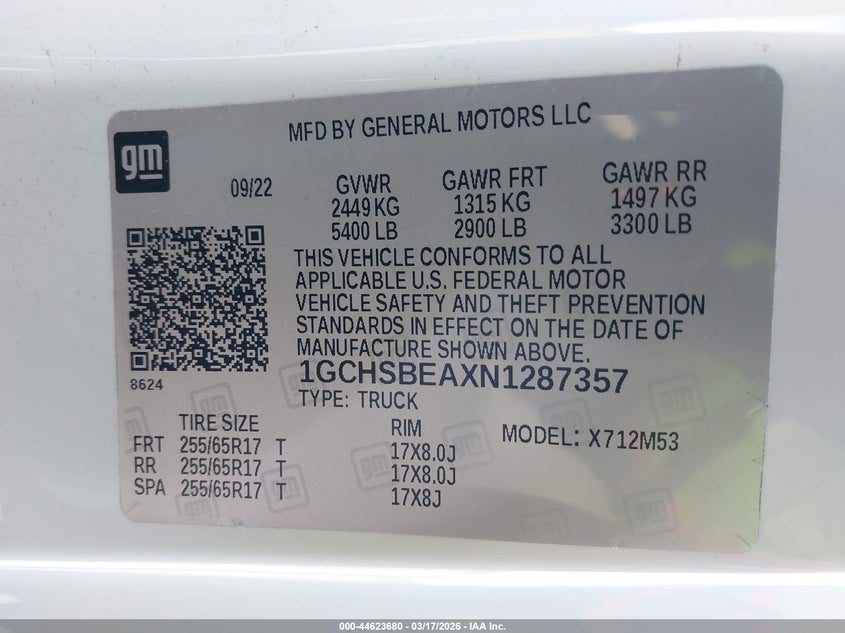 MFD BY GENERAL MOTORS LLC
gm
09/22 GVWR GAWR FRT GAWR RR
2449 KG 1315 KG 1497 KG
5400 LB 2900 LB 3300 LB
THIS VEHICLE CONFORMS TO ALL
APPLICABLE U.S. FEDERAL MOTOR
VEHICLE SAFETY AND THEFT PREVENTION
STANDARDS IN EFFECT ON THE DATE OF
MANUFACTURE SHOWN ABOVE.
8624
1GCHSBEAXN1287357
TYPE: TRUCK
TIRE SIZE RIM MODEL: X712M53
FRT 255/65R17 T 17X8.0J
RR 255/65R17 T 17X8.0J
SPA 255/65R17 T 17X8J
000-44623680 - 03/17/2026 - IAA Inc.